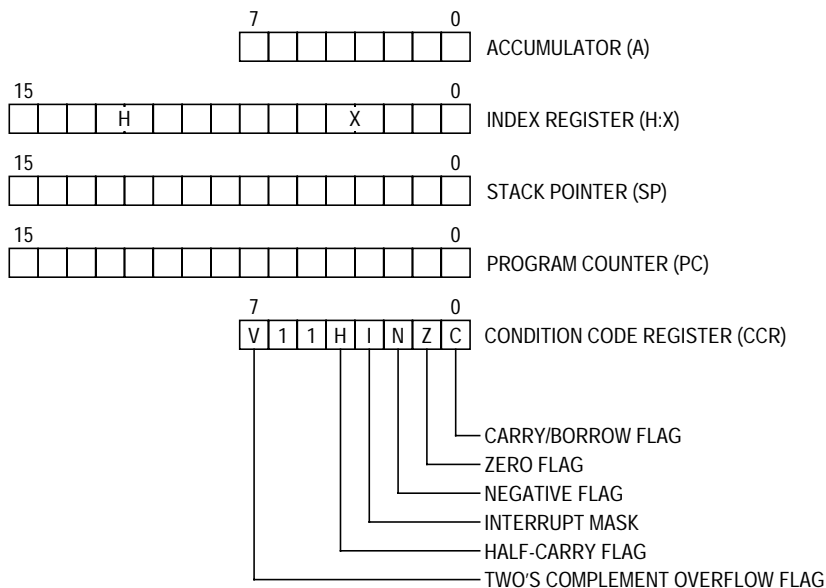 7 0
ACCUMULATOR (A)
15 0
H X INDEX REGISTER (H:X)
15 0
STACK POINTER (SP)
15 0
PROGRAM COUNTER (PC)
7 0
V 1 1 H I N Z C CONDITION CODE REGISTER (CCR)
CARRY/BORROW FLAG
ZERO FLAG
NEGATIVE FLAG
INTERRUPT MASK
HALF-CARRY FLAG
TWO'S COMPLEMENT OVERFLOW FLAG